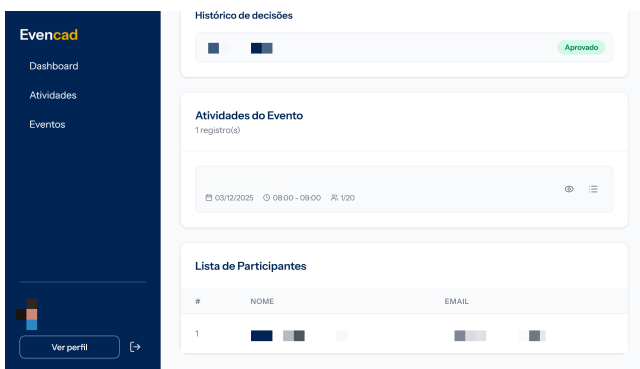 Evencad
Dashboard
Atividades
Eventos
Ver perfil
Histórico de decisões
Aprovado
Atividades do Evento
1 registro(s)
03/12/2025 08:00 - 09:00 1/20
Lista de Participantes
# NOME EMAIL
1